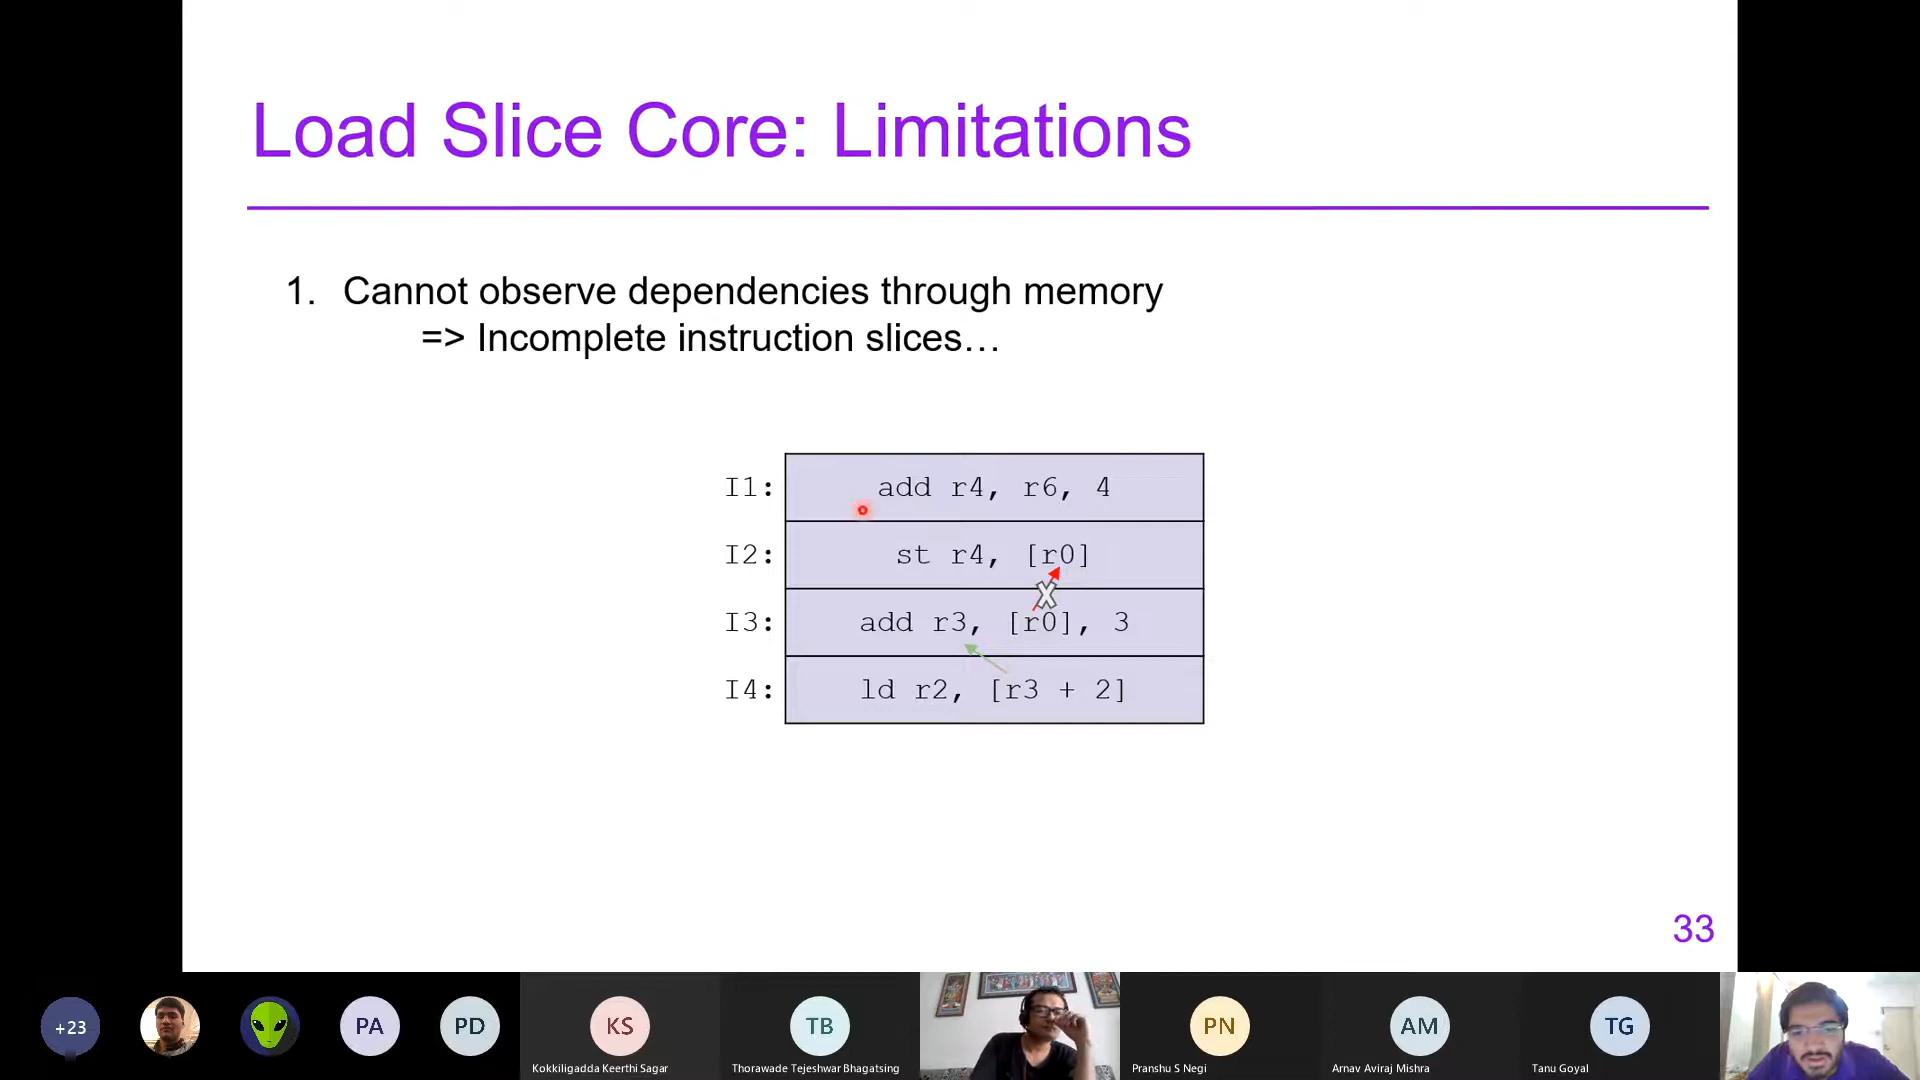 Load Slice Core: Limitations
1. Cannot observe dependencies through memory
=> Incomplete instruction slices…
I1: add r4, r6, 4
I2: st r4, [r0]
X
I3: add r3, [r0], 3
I4: ld r2, [r3 + 2]
33
+23
PA
PD
KS
TB
PN
AM
TG
Kokkiligadda Keerthi Sagar
Thorawade Tejeshwar Bhagatsing
Pranshu S Negi
Arnav Aviraj Mishra
Tanu Goyal